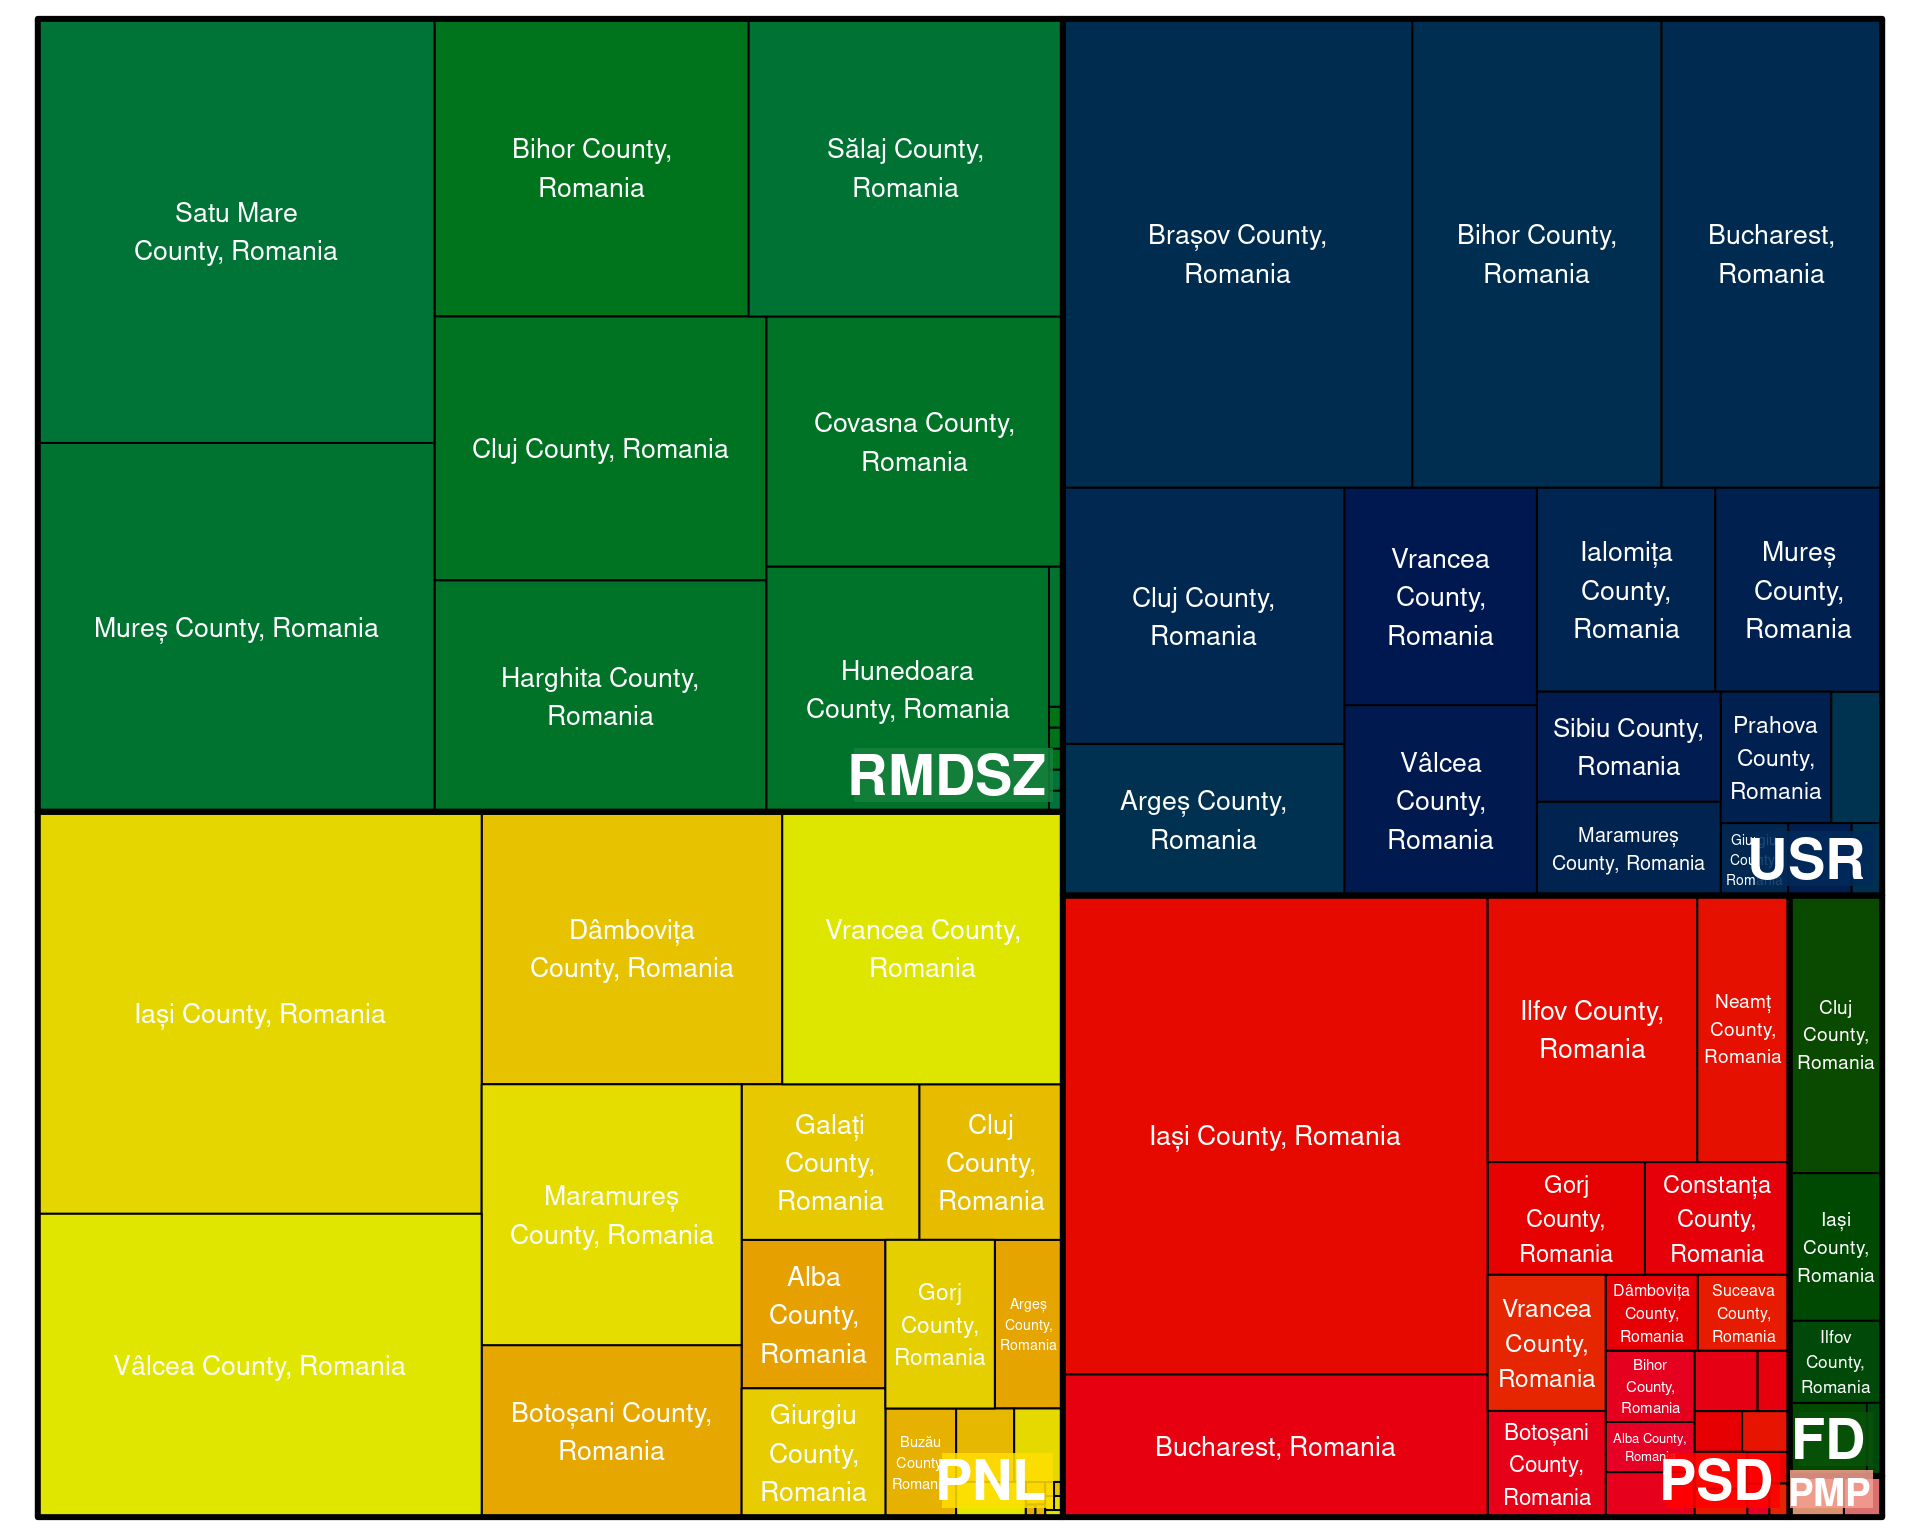 Satu Mare
County, Romania
Bihor County,
Romania
Sălaj County,
Romania
Mureș County, Romania
Cluj County, Romania
Covasna County,
Romania
Harghita County,
Romania
Hunedoara
County, Romania
RMDSZ
Brașov County,
Romania
Bihor County,
Romania
Bucharest,
Romania
Cluj County,
Romania
Vrancea
County,
Romania
Ialomița
County,
Romania
Mureș
County,
Romania
Argeș County,
Romania
Vâlcea
County,
Romania
Sibiu County,
Romania
Prahova
County,
Romania
Maramureș
County, Romania
Giurgiu
County,
Romania
USR
Iași County, Romania
Dâmbovița
County, Romania
Vrancea County,
Romania
Vâlcea County, Romania
Maramureș
County, Romania
Galați
County,
Romania
Cluj
County,
Romania
Botoșani County,
Romania
Alba
County,
Romania
Gorj
County,
Romania
Argeș
County,
Romania
Giurgiu
County,
Romania
Buzău
County,
Romania
PNL
Iași County, Romania
Ilfov County,
Romania
Neamț
County,
Romania
Bucharest, Romania
Gorj
County,
Romania
Constanța
County,
Romania
Vrancea
County,
Romania
Dâmbovița
County,
Romania
Suceava
County,
Romania
Bihor
County,
Romania
Botoșani
County,
Romania
Alba County,
Romania
PSD
Cluj
County,
Romania
Iași
County,
Romania
Ilfov
County,
Romania
FD
PMP